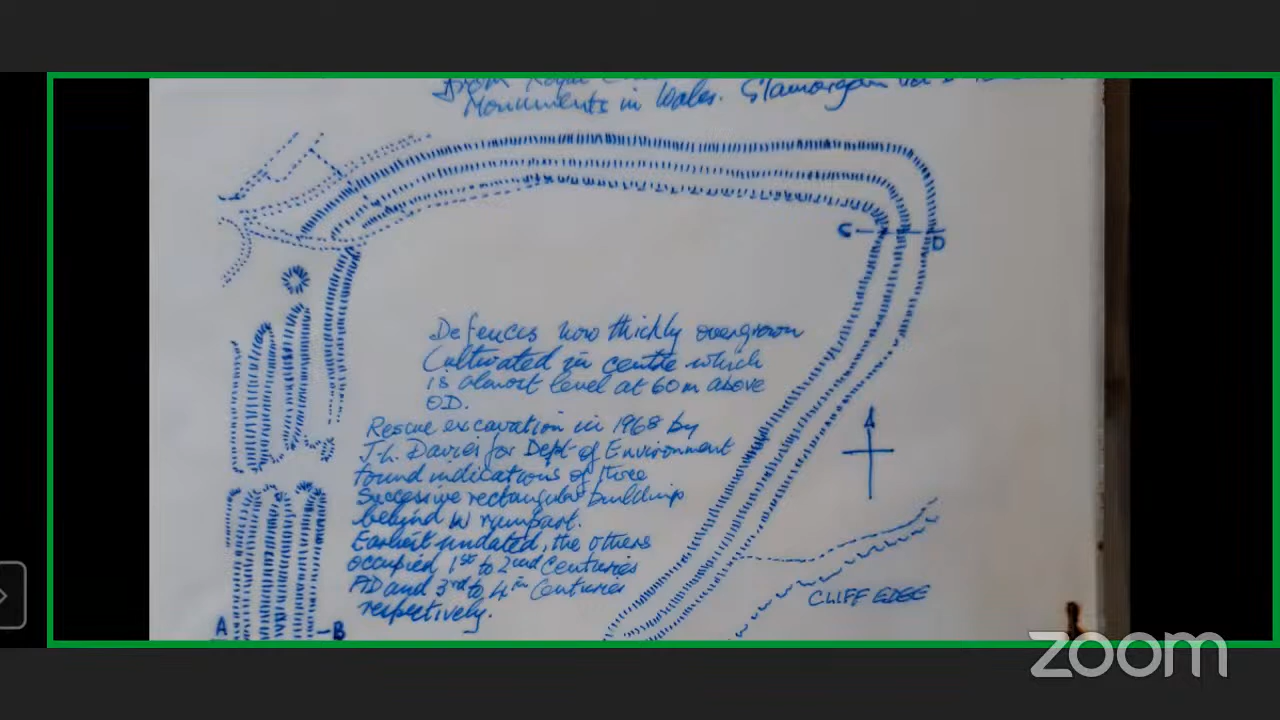 From Royal
Monuments in Wales. Glamorgan Vol I
C
D
Defences now thickly overgrown
Cultivated in centre which
is almost level at 60m above
OD.
Rescue excavation in 1968 by
J.L. Davies for Dept of Environment
found indications of three
successive rectangular buildings
behind W rampart.
Earliest undated, the others
occupied 1st to 2nd Centuries
AD and 3rd to 4th Centuries
respectively.
CLIFF EDGE
A
B
zoom